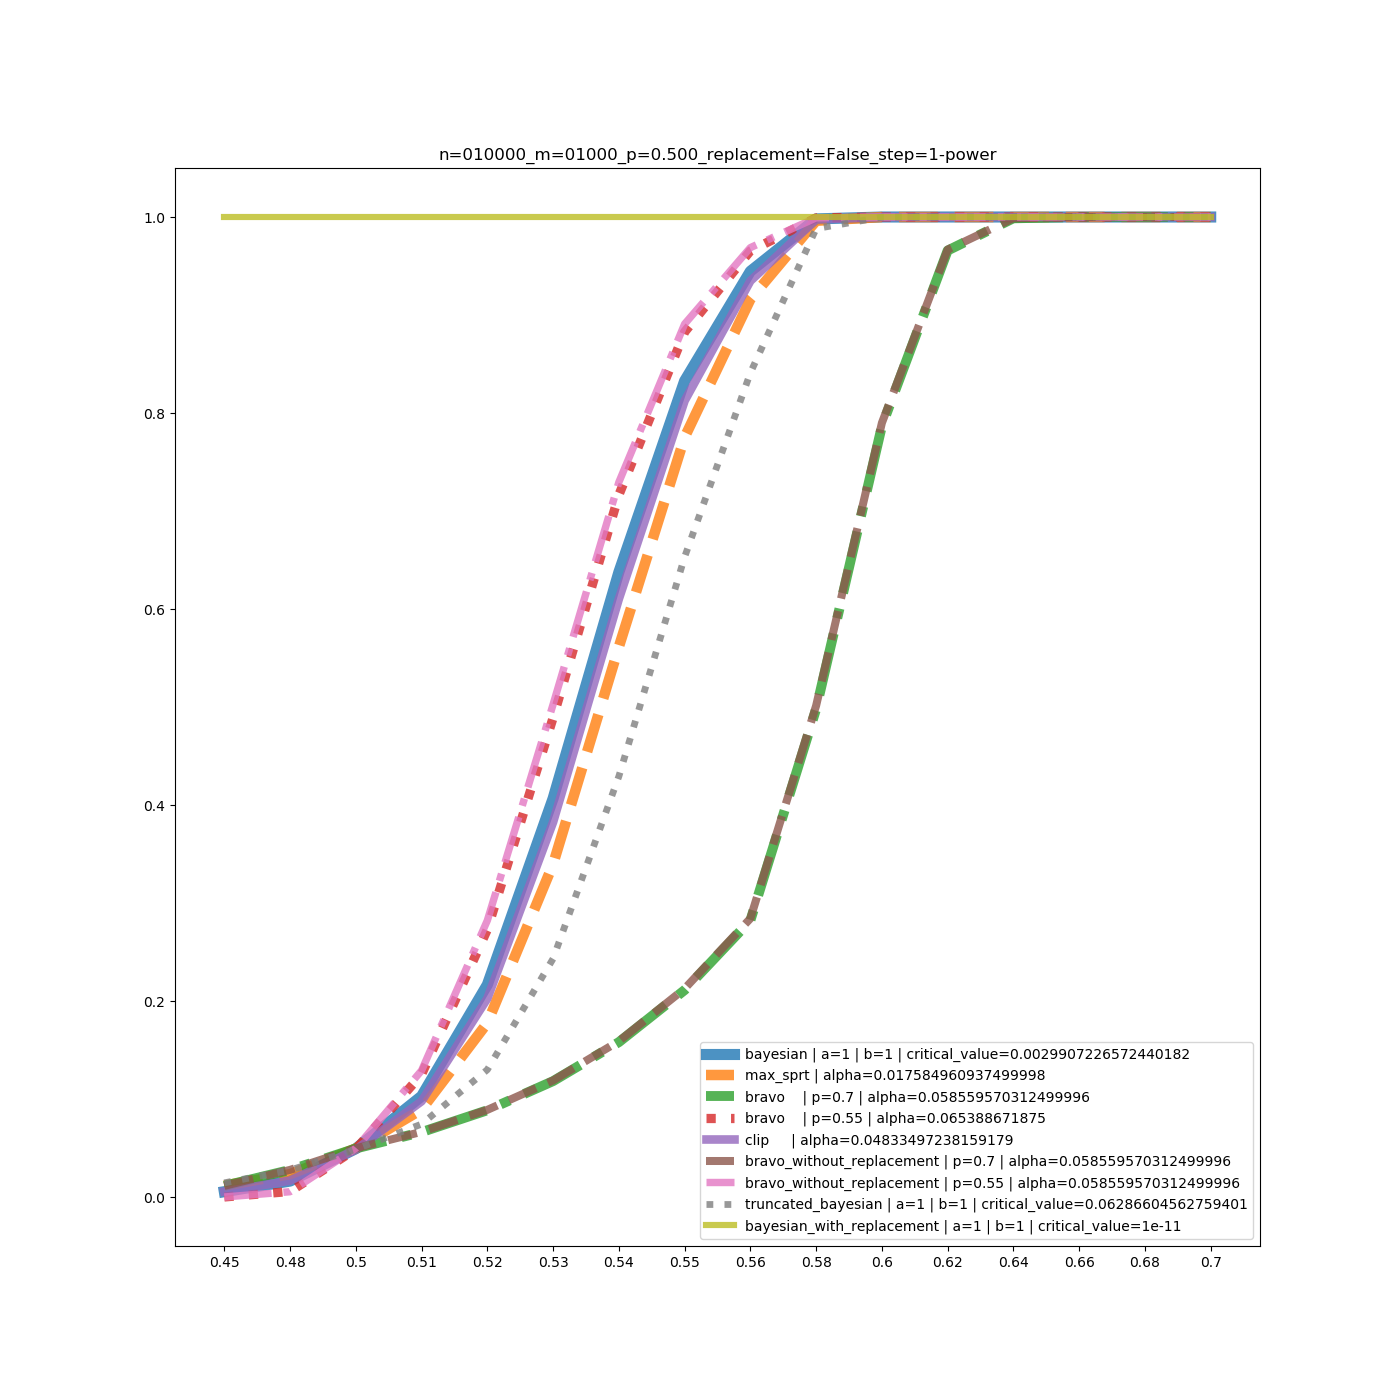 n=010000_m=01000_p=0.500_replacement=False_step=1-power
1.0
0.8
0.6
0.4
0.2
0.0
bayesian | a=1 | b=1 | critical_value=0.0029907226572440182
max_sprt | alpha=0.017584960937499998
bravo | p=0.7 | alpha=0.058559570312499996
bravo | p=0.55 | alpha=0.065388671875
clip | alpha=0.04833497238159179
bravo_without_replacement | p=0.7 | alpha=0.058559570312499996
bravo_without_replacement | p=0.55 | alpha=0.058559570312499996
truncated_bayesian | a=1 | b=1 | critical_value=0.06286604562759401
bayesian_with_replacement | a=1 | b=1 | critical_value=1e-11
0.45 0.48 0.5 0.51 0.52 0.53 0.54 0.55 0.56 0.58 0.6 0.62 0.64 0.66 0.68 0.7